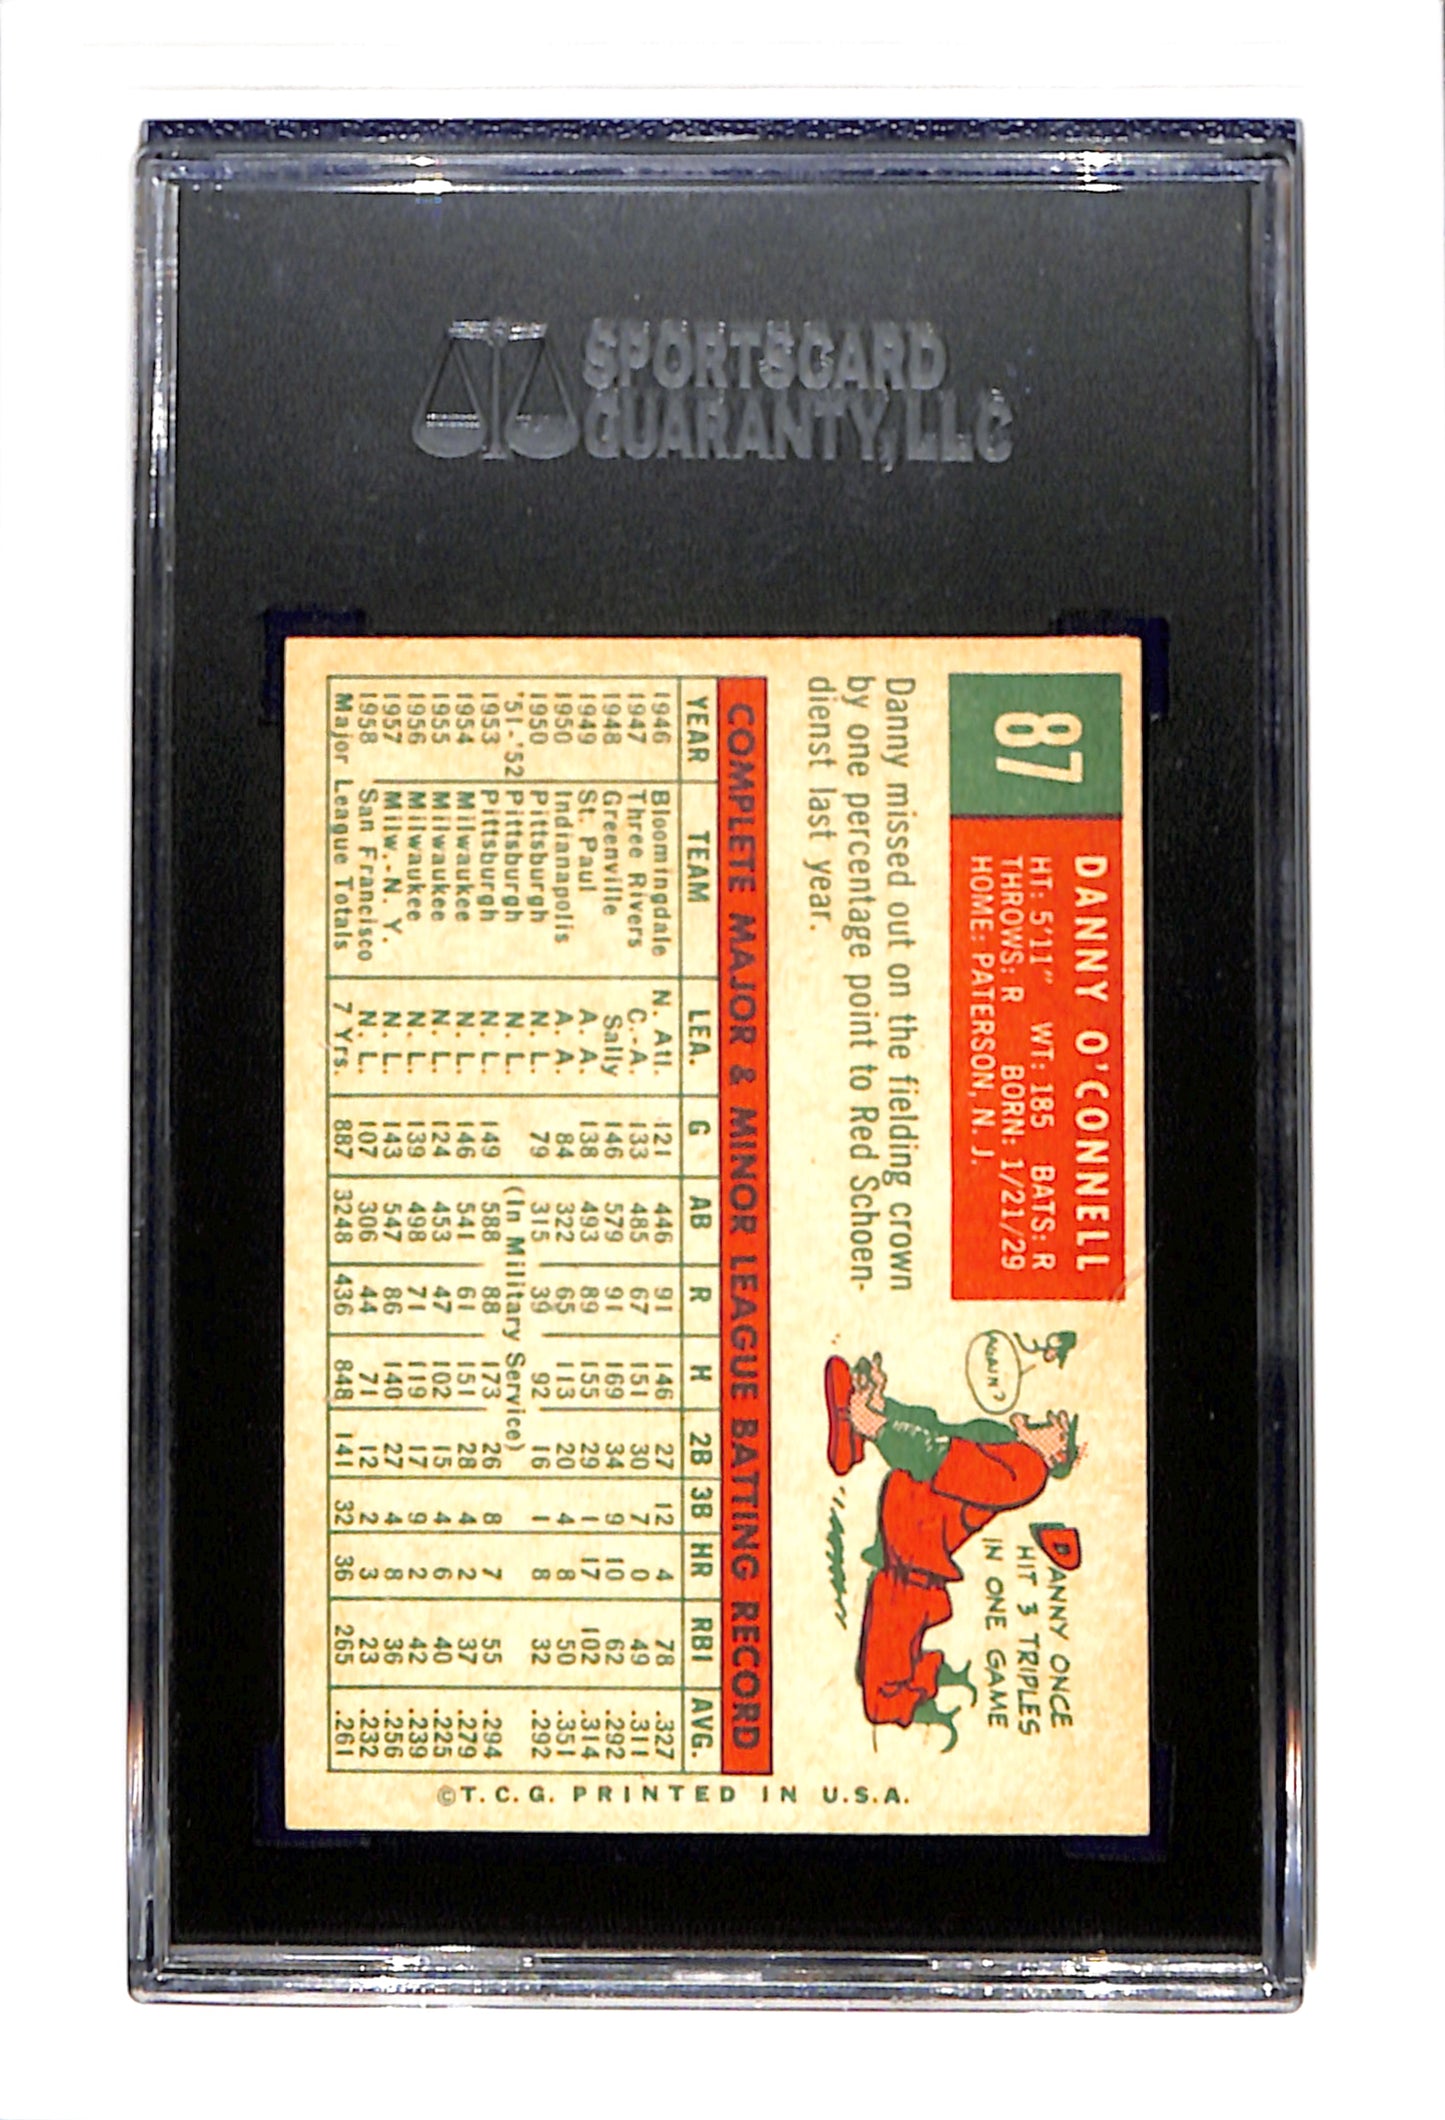 SPORTSCARD
GUARANTY, LLC
87
DANNY O'CONNELL
HT: 5'11" WT: 185 BATS: R
THROWS: R BORN: 1/21/29
HOME: PATERSON, N. J.
Danny missed out on the fielding crown
by one percentage point to Red Schoen-
dienst last year.
AGAIN?
DANNY ONCE
HIT 3 TRIPLES
IN ONE GAME
COMPLETE MAJOR & MINOR LEAGUE BATTING RECORD
YEAR TEAM LEA. G AB R H 2B 3B HR RBI AVG.
1946 Bloomingdale N. Atl. 121 446 91 146 27 12 4 78 .327
1947 Three Rivers C.-A. 133 485 67 151 30 7 0 49 .311
1948 Greenville Sally 146 579 91 169 34 9 10 62 .292
1949 St. Paul A. A. 138 493 89 155 29 1 17 102 .314
1950 Indianapolis A. A. 84 322 65 113 20 4 8 50 .351
1950 Pittsburgh N. L. 79 315 39 92 16 1 8 32 .292
'51-'52 Pittsburgh N. L. (In Military Service)
1953 Pittsburgh N. L. 149 588 88 173 26 8 7 55 .294
1954 Milwaukee N. L. 146 541 61 151 28 4 2 37 .279
1955 Milwaukee N. L. 124 453 47 102 15 4 6 40 .225
1956 Milwaukee N. L. 139 498 71 119 17 9 2 42 .239
1957 Milw.-N. Y. N. L. 143 547 86 140 27 4 8 36 .256
1958 San Francisco N. L. 107 306 44 71 12 2 3 23 .232
Major League Totals 7 Yrs. 887 3248 436 848 141 32 36 265 .261
©T.C.G. PRINTED IN U.S.A.